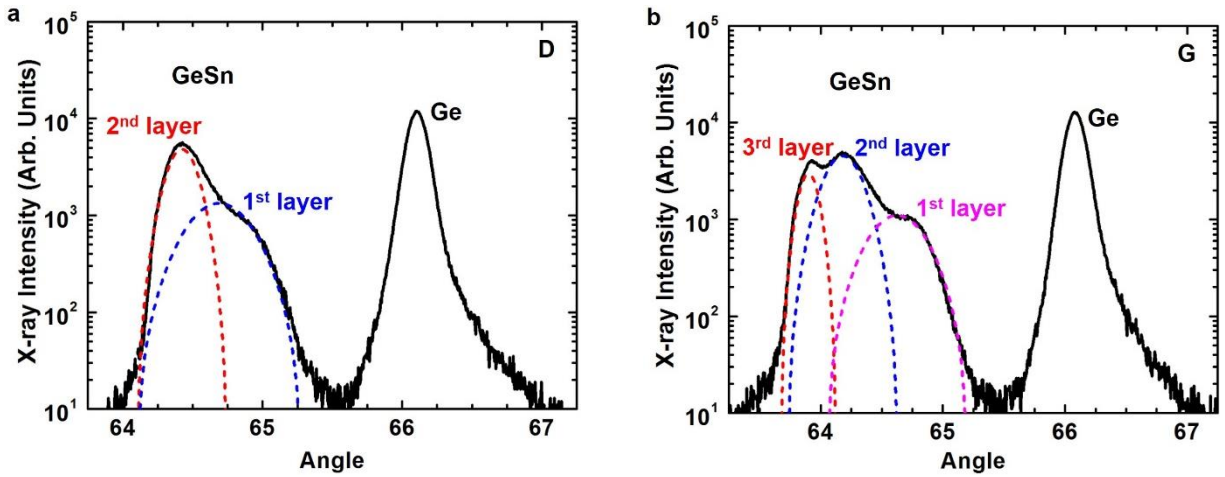 a
D
GeSn
2nd layer
1st layer
Ge
10^5
10^4
10^3
10^2
10^1
X-ray Intensity (Arb. Units)
64 65 66 67
Angle
b
G
GeSn
3rd layer
2nd layer
1st layer
Ge
10^5
10^4
10^3
10^2
10^1
X-ray Intensity (Arb. Units)
64 65 66 67
Angle